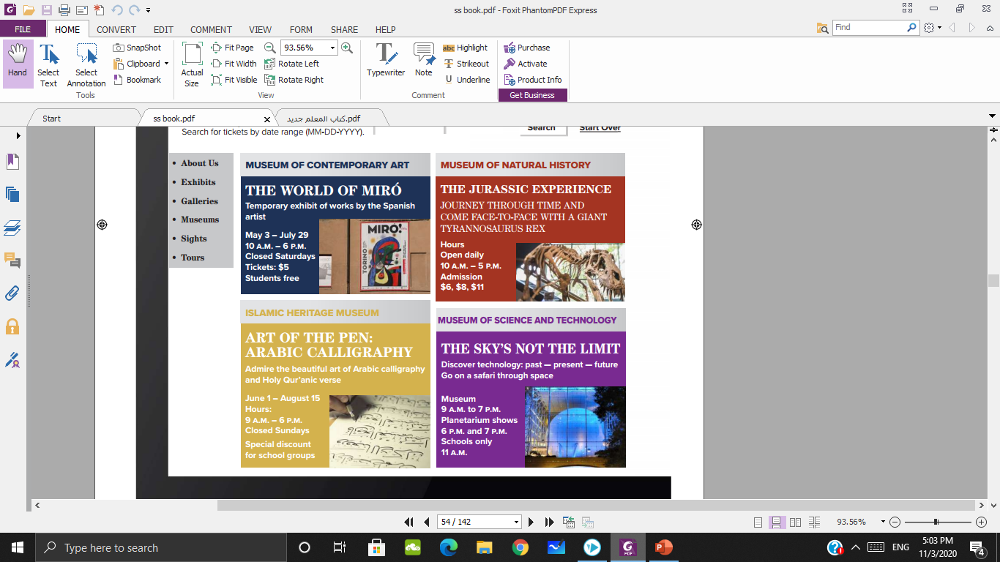 ss book.pdf - Foxit PhantomPDF Express
FILE HOME CONVERT EDIT COMMENT VIEW FORM SHARE HELP
Find
Hand
Select Text
Select Annotation
SnapShot
Clipboard
Bookmark
Tools
Actual Size
Fit Page
Fit Width
Fit Visible
93.56%
Rotate Left
Rotate Right
View
Typewriter
Note
Highlight
Strikeout
Underline
Comment
Purchase
Activate
Product Info
Get Business
Start
ss book.pdf
كتاب المعلم جديد.pdf
Search for tickets by date range (MM-DD-YYYY).
Search
Start Over
• About Us
• Exhibits
• Galleries
• Museums
• Sights
• Tours
MUSEUM OF CONTEMPORARY ART
THE WORLD OF MIRÓ
Temporary exhibit of works by the Spanish
artist
May 3 – July 29
10 A.M. – 6 P.M.
Closed Saturdays
Tickets: $5
Students free
MIRÓ!
TORINO
MUSEUM OF NATURAL HISTORY
THE JURASSIC EXPERIENCE
JOURNEY THROUGH TIME AND
COME FACE-TO-FACE WITH A GIANT
TYRANNOSAURUS REX
Hours
Open daily
10 A.M. – 5 P.M.
Admission
$6, $8, $11
ISLAMIC HERITAGE MUSEUM
ART OF THE PEN:
ARABIC CALLIGRAPHY
Admire the beautiful art of Arabic calligraphy
and Holy Qur'anic verse
June 1 – August 15
Hours:
9 A.M. – 6 P.M.
Closed Sundays
Special discount
for school groups
MUSEUM OF SCIENCE AND TECHNOLOGY
THE SKY'S NOT THE LIMIT
Discover technology: past — present — future
Go on a safari through space
Museum
9 A.M. to 7 P.M.
Planetarium shows
6 P.M. and 7 P.M.
Schools only
11 A.M.
54 / 142
93.56%
Type here to search
ENG
5:03 PM
11/3/2020
4